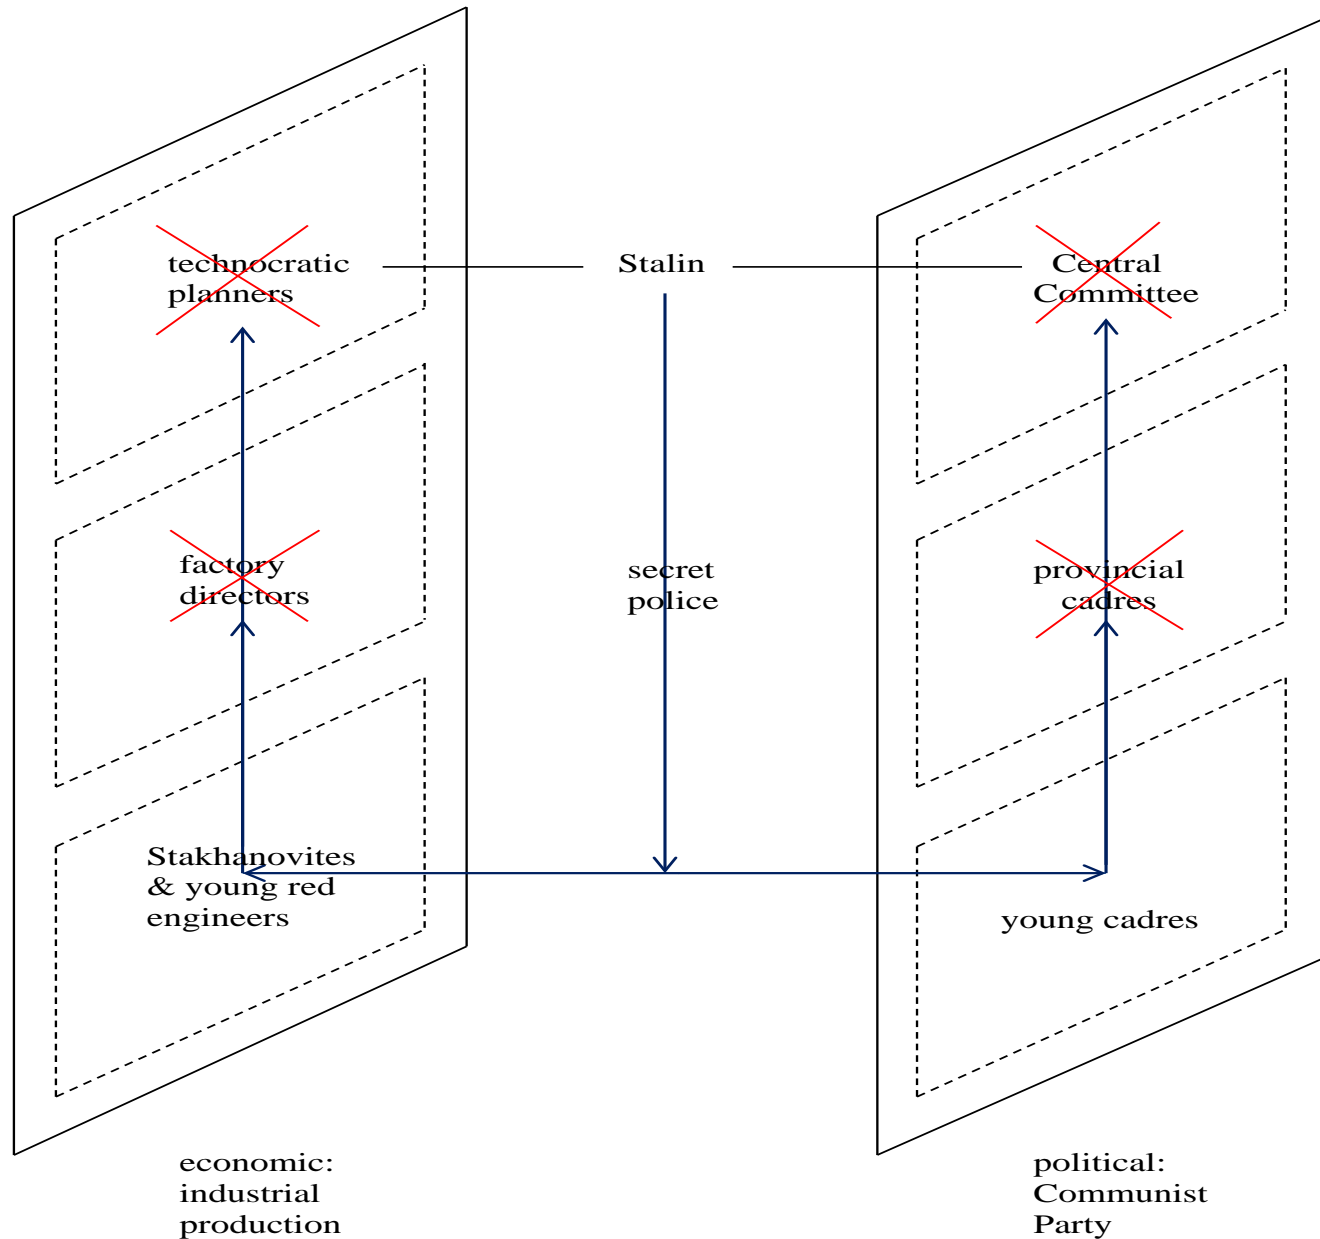 technocratic
planners
Stalin
Central
Committee
factory
directors
secret
police
provincial
cadres
Stakhanovites
& young red
engineers
young cadres
economic:
industrial
production
political:
Communist
Party